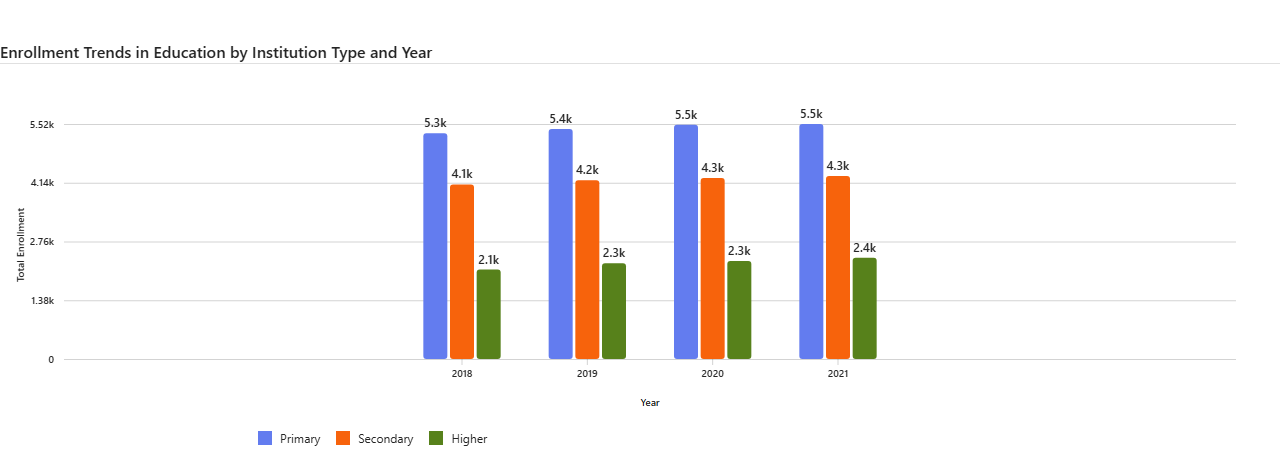 Enrollment Trends in Education by Institution Type and Year
5.52k
4.14k
2.76k
1.38k
0
Total Enrollment
5.3k
4.1k
2.1k
5.4k
4.2k
2.3k
5.5k
4.3k
2.3k
5.5k
4.3k
2.4k
2018 2019 2020 2021
Year
Primary Secondary Higher